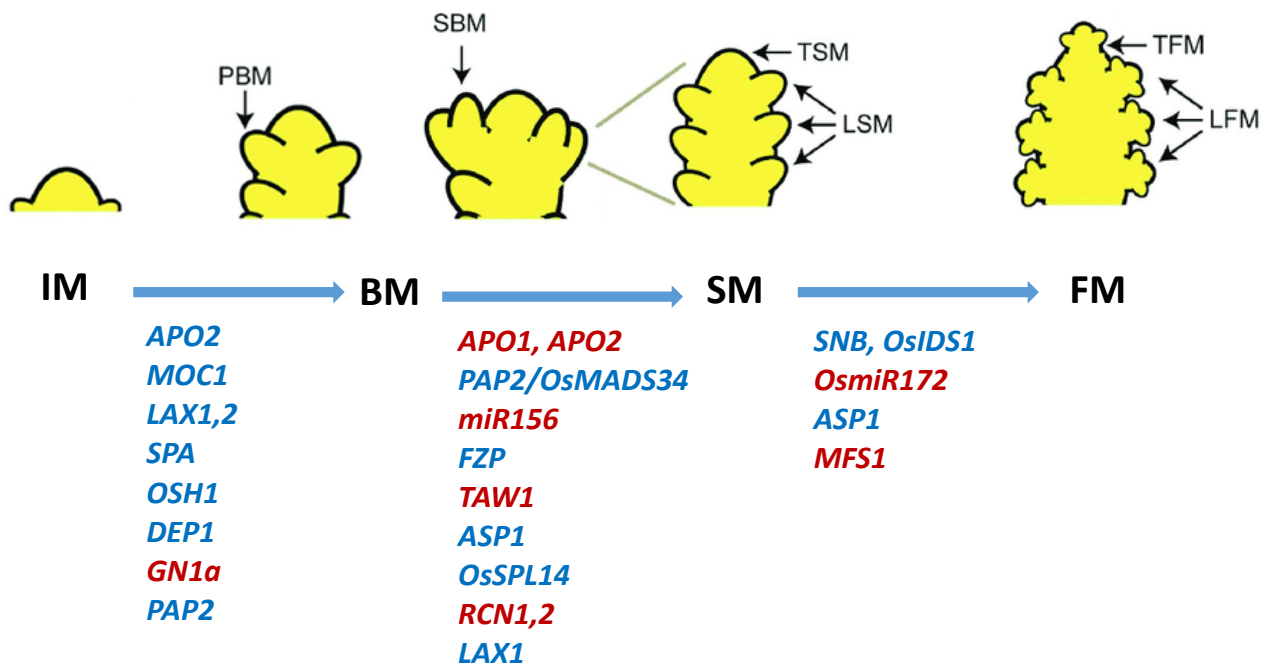 SBM
PBM
TSM
LSM
TFM
LFM
IM
BM
SM
FM
APO2
MOC1
LAX1,2
SPA
OSH1
DEP1
GN1a
PAP2
APO1, APO2
PAP2/OsMADS34
miR156
FZP
TAW1
ASP1
OsSPL14
RCN1,2
LAX1
SNB, OsIDS1
OsmiR172
ASP1
MFS1